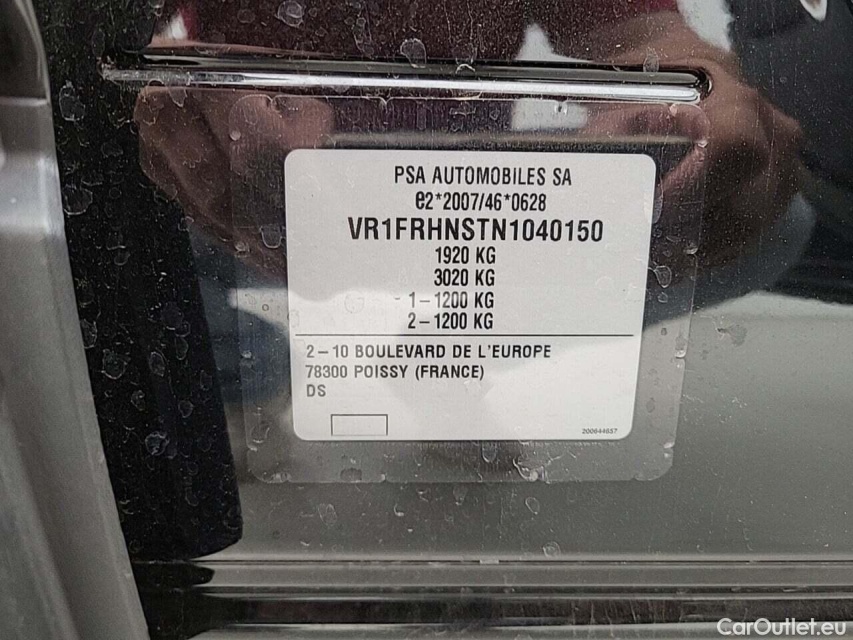 PSA AUTOMOBILES SA
e2*2007/46*0628
VR1FRHNSTN1040150
1920 KG
3020 KG
1-1200 KG
2-1200 KG
2-10 BOULEVARD DE L'EUROPE
78300 POISSY (FRANCE)
DS
200644657
CarOutlet.eu